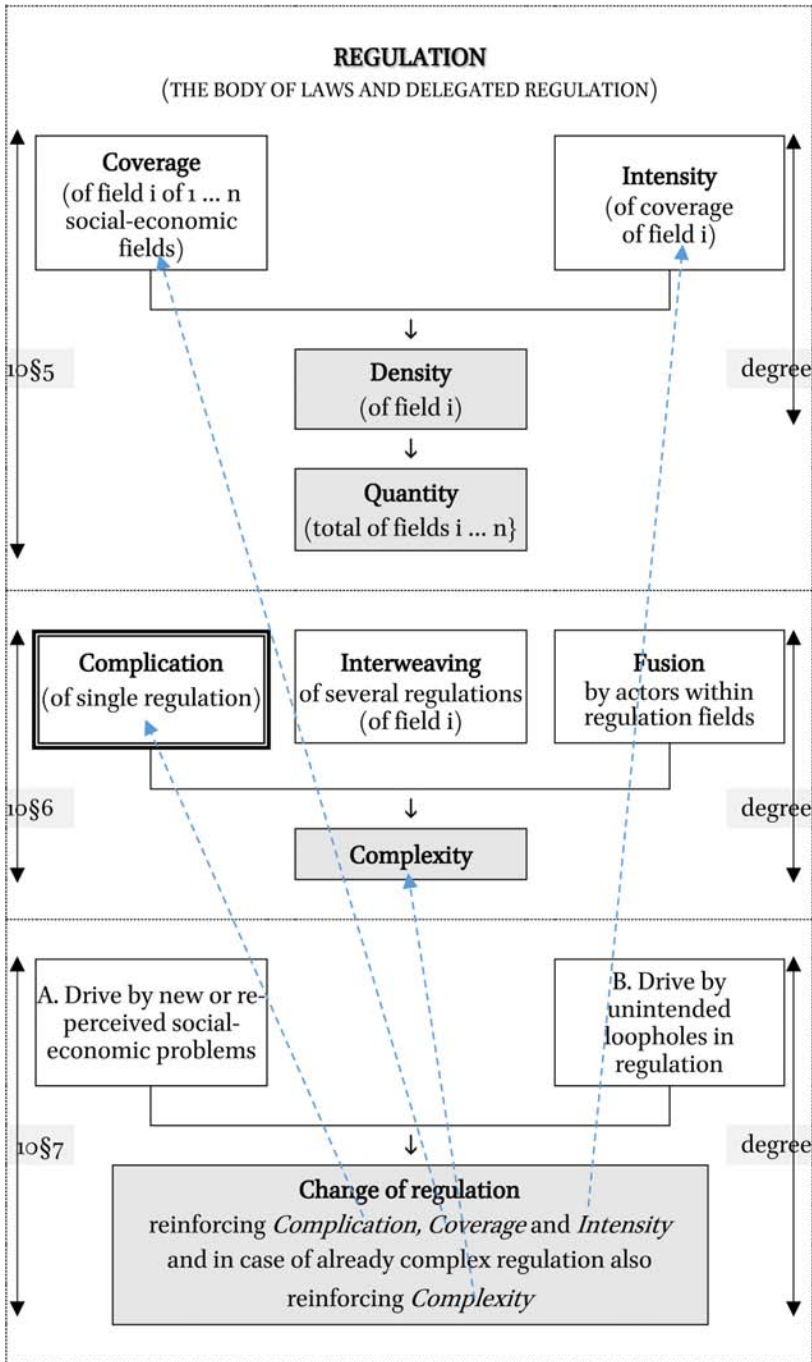 REGULATION
(THE BODY OF LAWS AND DELEGATED REGULATION)
Coverage
(of field i of 1 ... n
social-economic
fields)
Intensity
(of coverage
of field i)
10§5
degree
Density
(of field i)
Quantity
(total of fields i ... n}
Complication
(of single regulation)
Interweaving
of several regulations
(of field i)
Fusion
by actors within
regulation fields
10§6
degree
Complexity
A. Drive by new or re-
perceived social-
economic problems
B. Drive by
unintended
loopholes in
regulation
10§7
degree
Change of regulation
reinforcing Complication, Coverage and Intensity
and in case of already complex regulation also
reinforcing Complexity